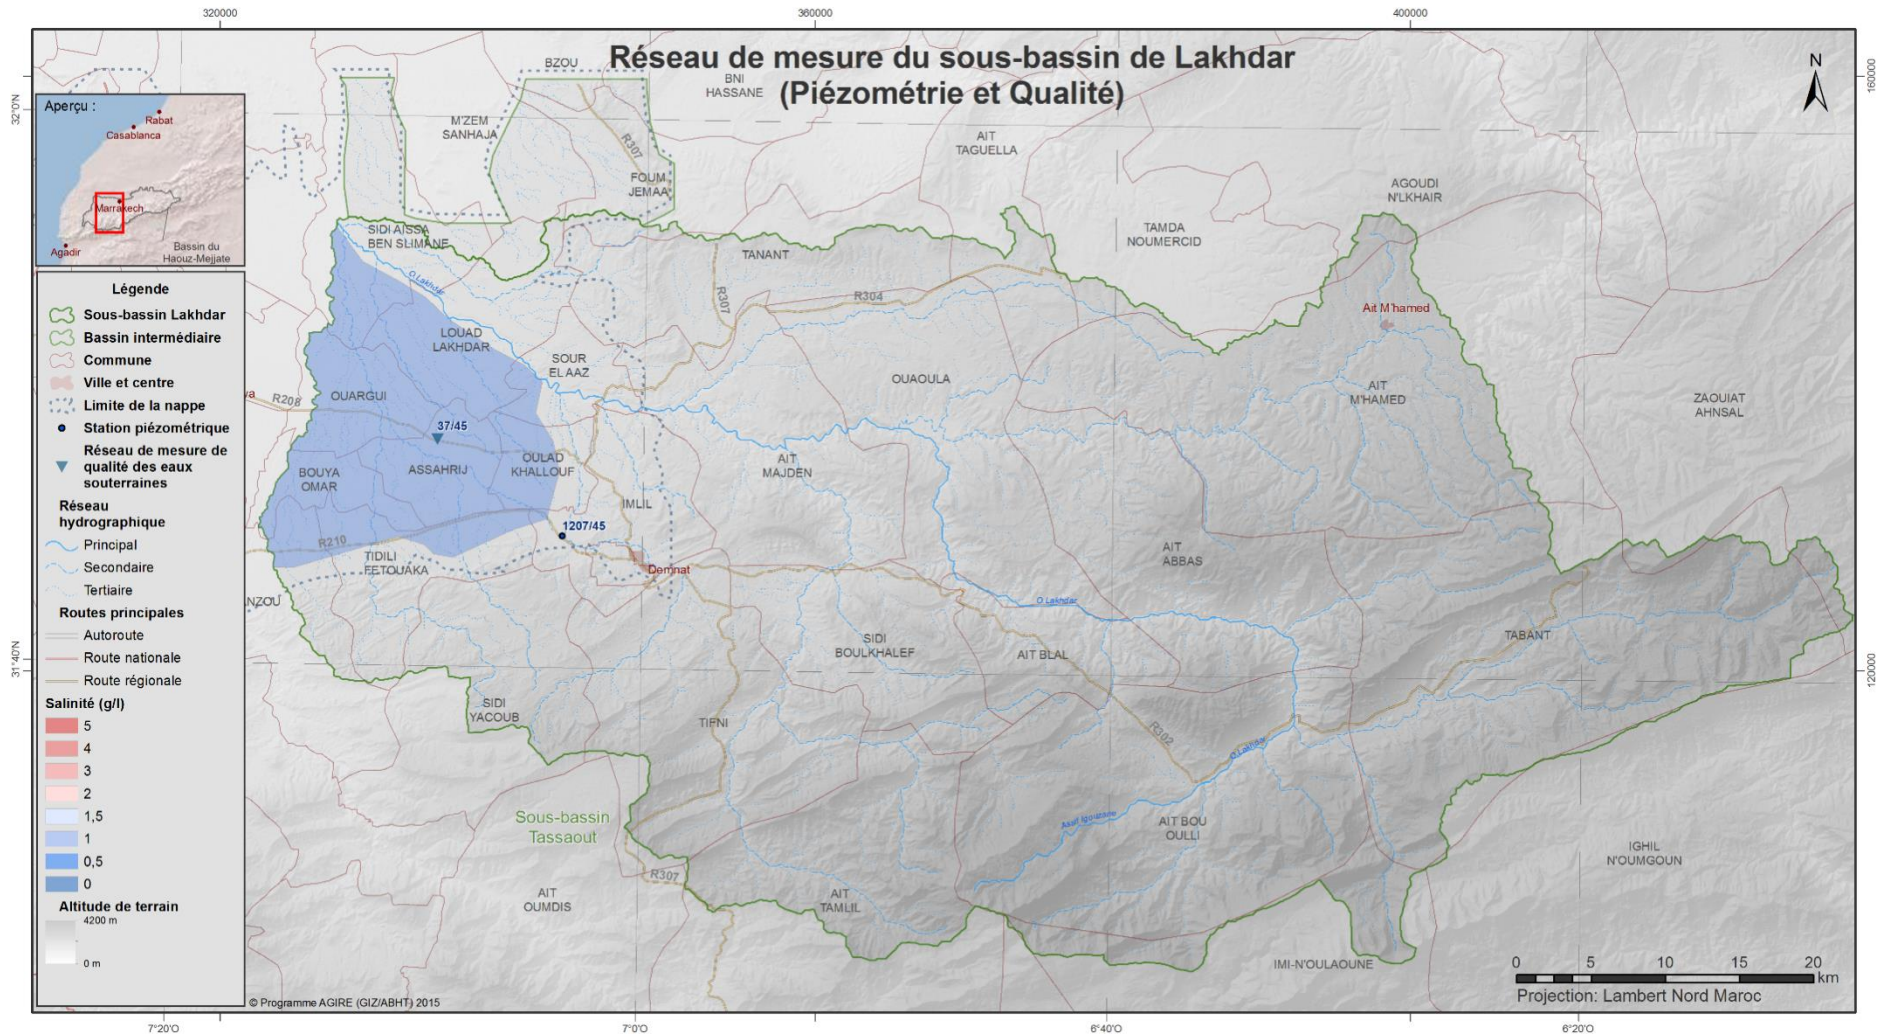 320000
360000
400000
Réseau de mesure du sous-bassin de Lakhdar
(Piézométrie et Qualité)
N
160000
120000
32°0'N
31°40'N
Aperçu :
Rabat
Casablanca
Marrakech
Agadir
Bassin du
Haouz-Mejjate
Légende
Sous-bassin Lakhdar
Bassin intermédiaire
Commune
Ville et centre
Limite de la nappe
Station piézométrique
Réseau de mesure de
qualité des eaux
souterraines
Réseau
hydrographique
Principal
Secondaire
Tertiaire
Routes principales
Autoroute
Route nationale
Route régionale
Salinité (g/l)
5
4
3
2
1,5
1
0,5
0
Altitude de terrain
4200 m
0 m
BZOU
BNI
HASSANE
M'ZEM
SANHAJA
R307
FOUM
JEMAA
AIT
TAGUELLA
AGOUDI
N'LKHAIR
SIDI AISSA
BEN SLIMANE
TAMDA
NOUMERCID
TANANT
O Lakhdar
R307
R304
Ait M'hamed
LOUAD
LAKHDAR
SOUR
EL AAZ
OUAOULA
AIT
M'HAMED
ZAOUIAT
AHNSAL
va
R208
OUARGUI
37/45
BOUYA
OMAR
ASSAHRIJ
OULAD
KHALLOUF
AIT
MAJDEN
IMLIL
1207/45
R210
TIDILI
FETOUAKA
Demnat
AIT
ABBAS
NZOU
O Lakhdar
SIDI
BOULKHALEF
AIT BLAL
TABANT
SIDI
YACOUB
TIFNI
R302
O Lakhdar
Sous-bassin
Tassaout
AIT BOU
OULLI
IGHIL
N'OUMGOUN
R307
AIT
OUMDIS
AIT
TAMLIL
IMI-N'OULAOUNE
0 5 10 15 20
km
Projection: Lambert Nord Maroc
© Programme AGIRE (GIZ/ABHT) 2015
7°20'O
7°0'O
6°40'O
6°20'O